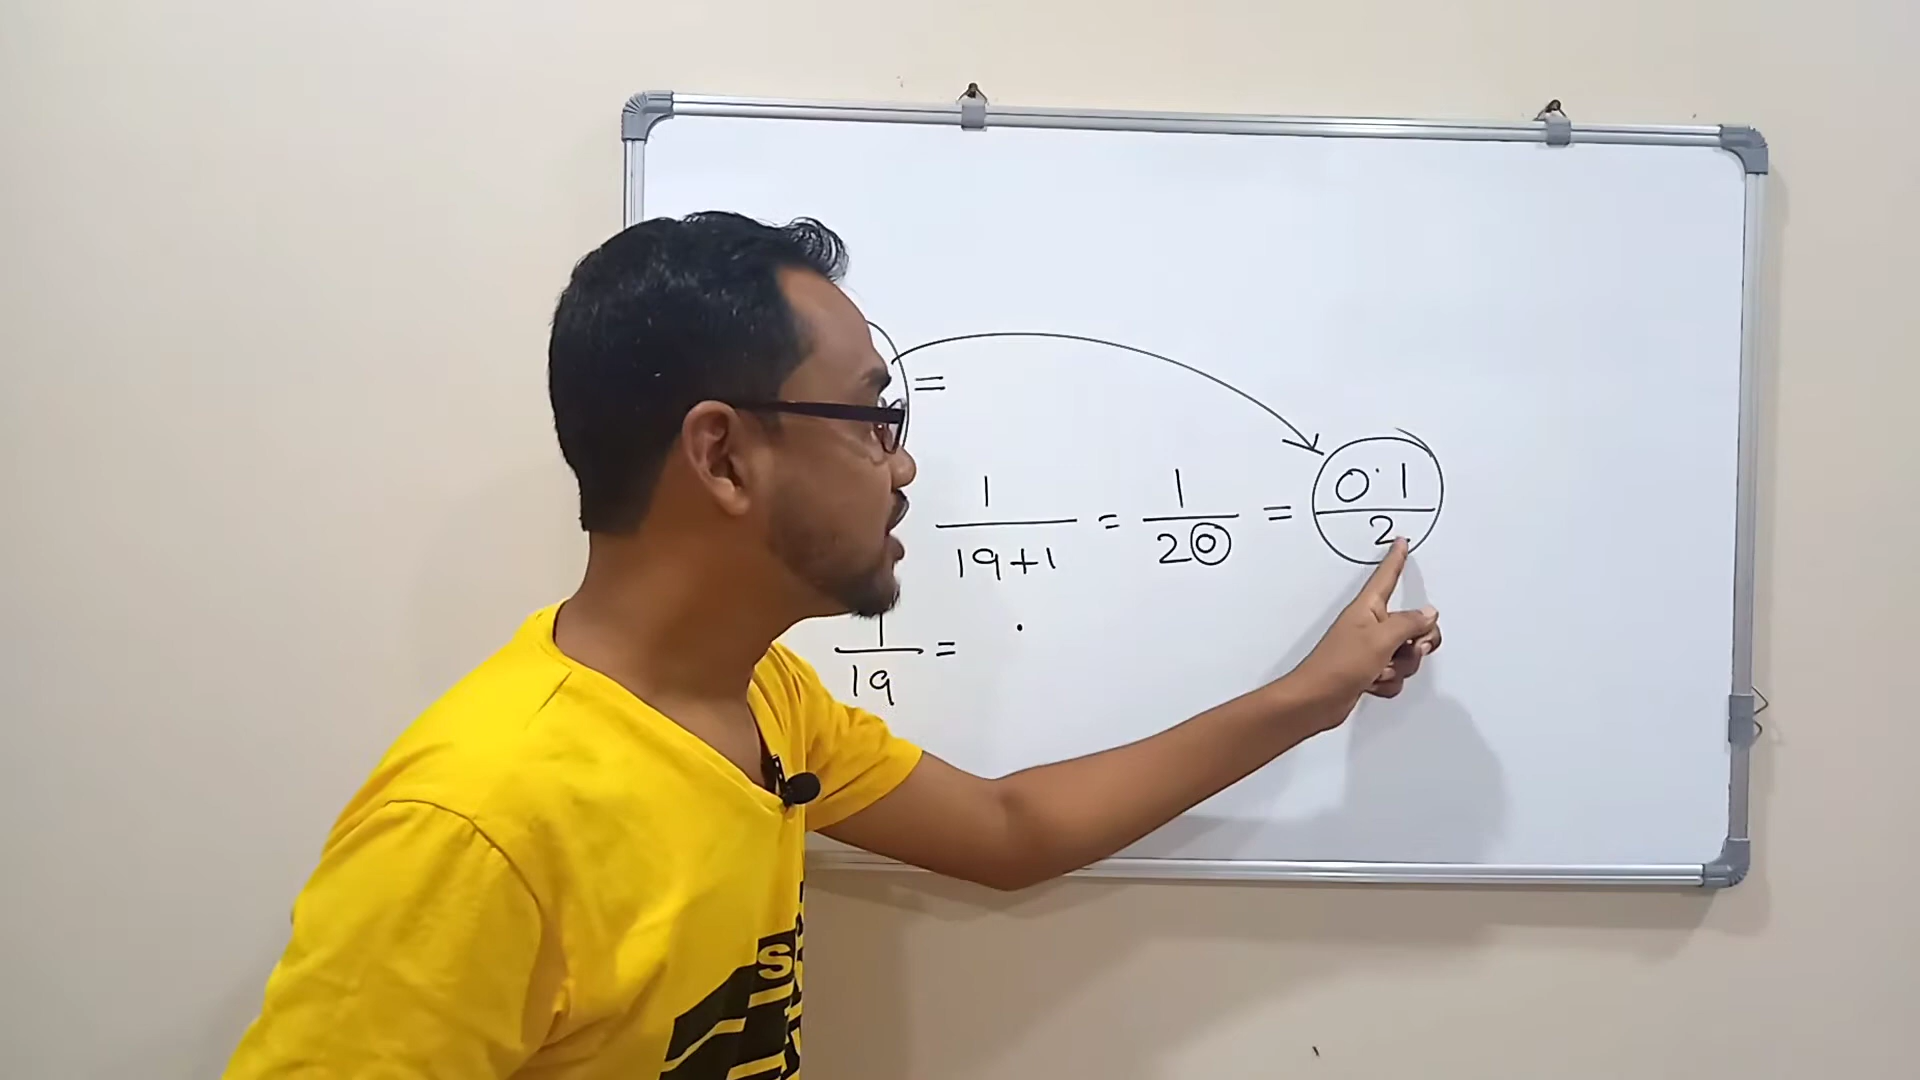 =
1/(19+1) = 1/20 = 0.1/2
1/19 = .
S